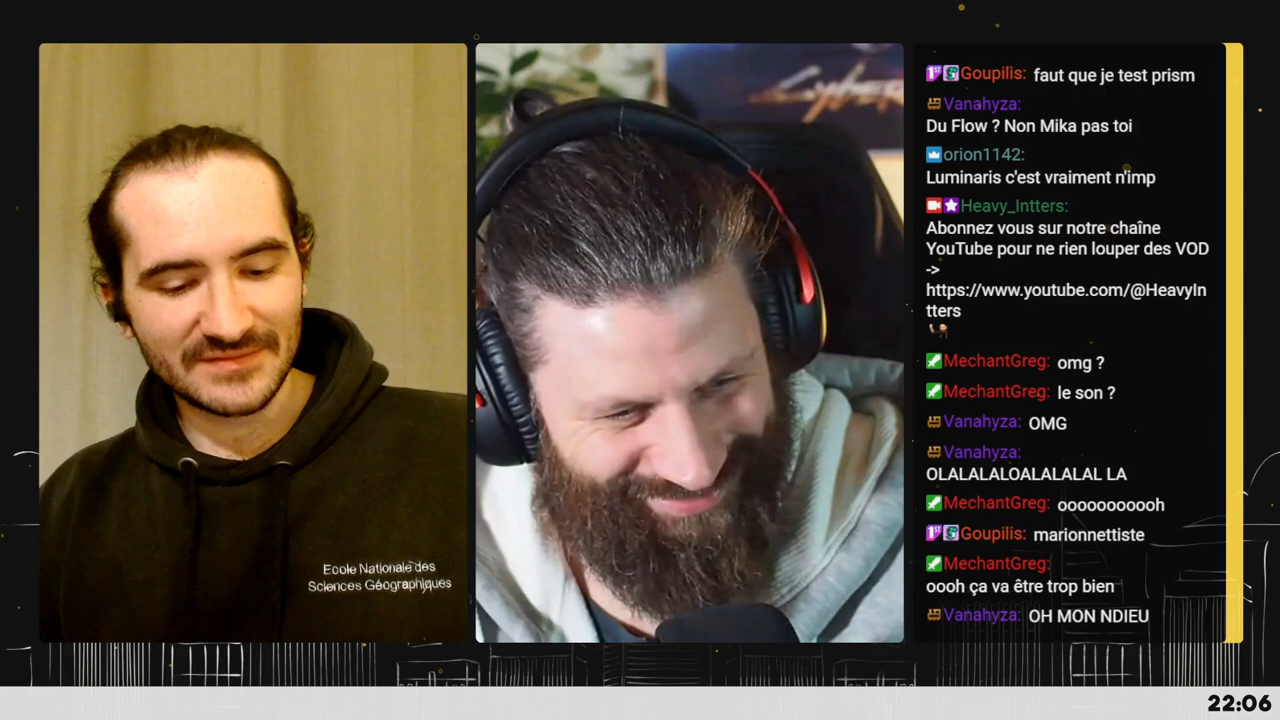 Cyber
Ecole Nationale des
Sciences Géographiques
Goupilis: faut que je test prism
Vanahyza:
Du Flow ? Non Mika pas toi
orion1142:
Luminaris c'est vraiment n'imp
Heavy_Intters:
Abonnez vous sur notre chaîne
YouTube pour ne rien louper des VOD
->
https://www.youtube.com/@HeavyIn
tters
MechantGreg: omg ?
MechantGreg: le son ?
Vanahyza: OMG
Vanahyza:
OLALALALOALALALAL LA
MechantGreg: ooooooooooh
Goupilis: marionnettiste
MechantGreg:
oooh ça va être trop bien
Vanahyza: OH MON NDIEU
22:06